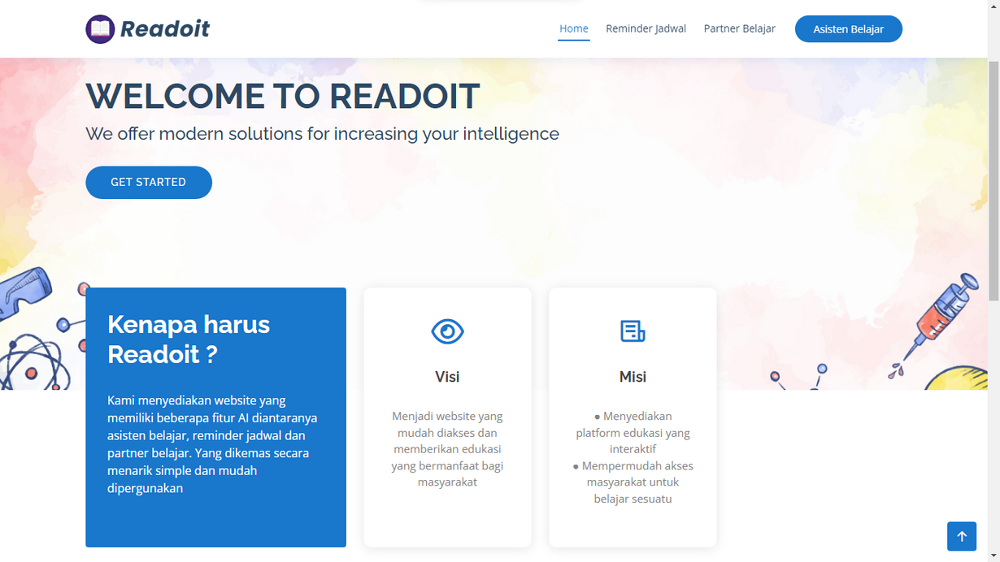 Readoit
Home
Reminder Jadwal
Partner Belajar
Asisten Belajar
WELCOME TO READOIT
We offer modern solutions for increasing your intelligence
GET STARTED
Kenapa harus
Readoit ?
Kami menyediakan website yang
memiliki beberapa fitur AI diantaranya
asisten belajar, reminder jadwal dan
partner belajar. Yang dikemas secara
menarik simple dan mudah
dipergunakan
Visi
Menjadi website yang
mudah diakses dan
memberikan edukasi
yang bermanfaat bagi
masyarakat
Misi
● Menyediakan
platform edukasi yang
interaktif
● Mempermudah akses
masyarakat untuk
belajar sesuatu